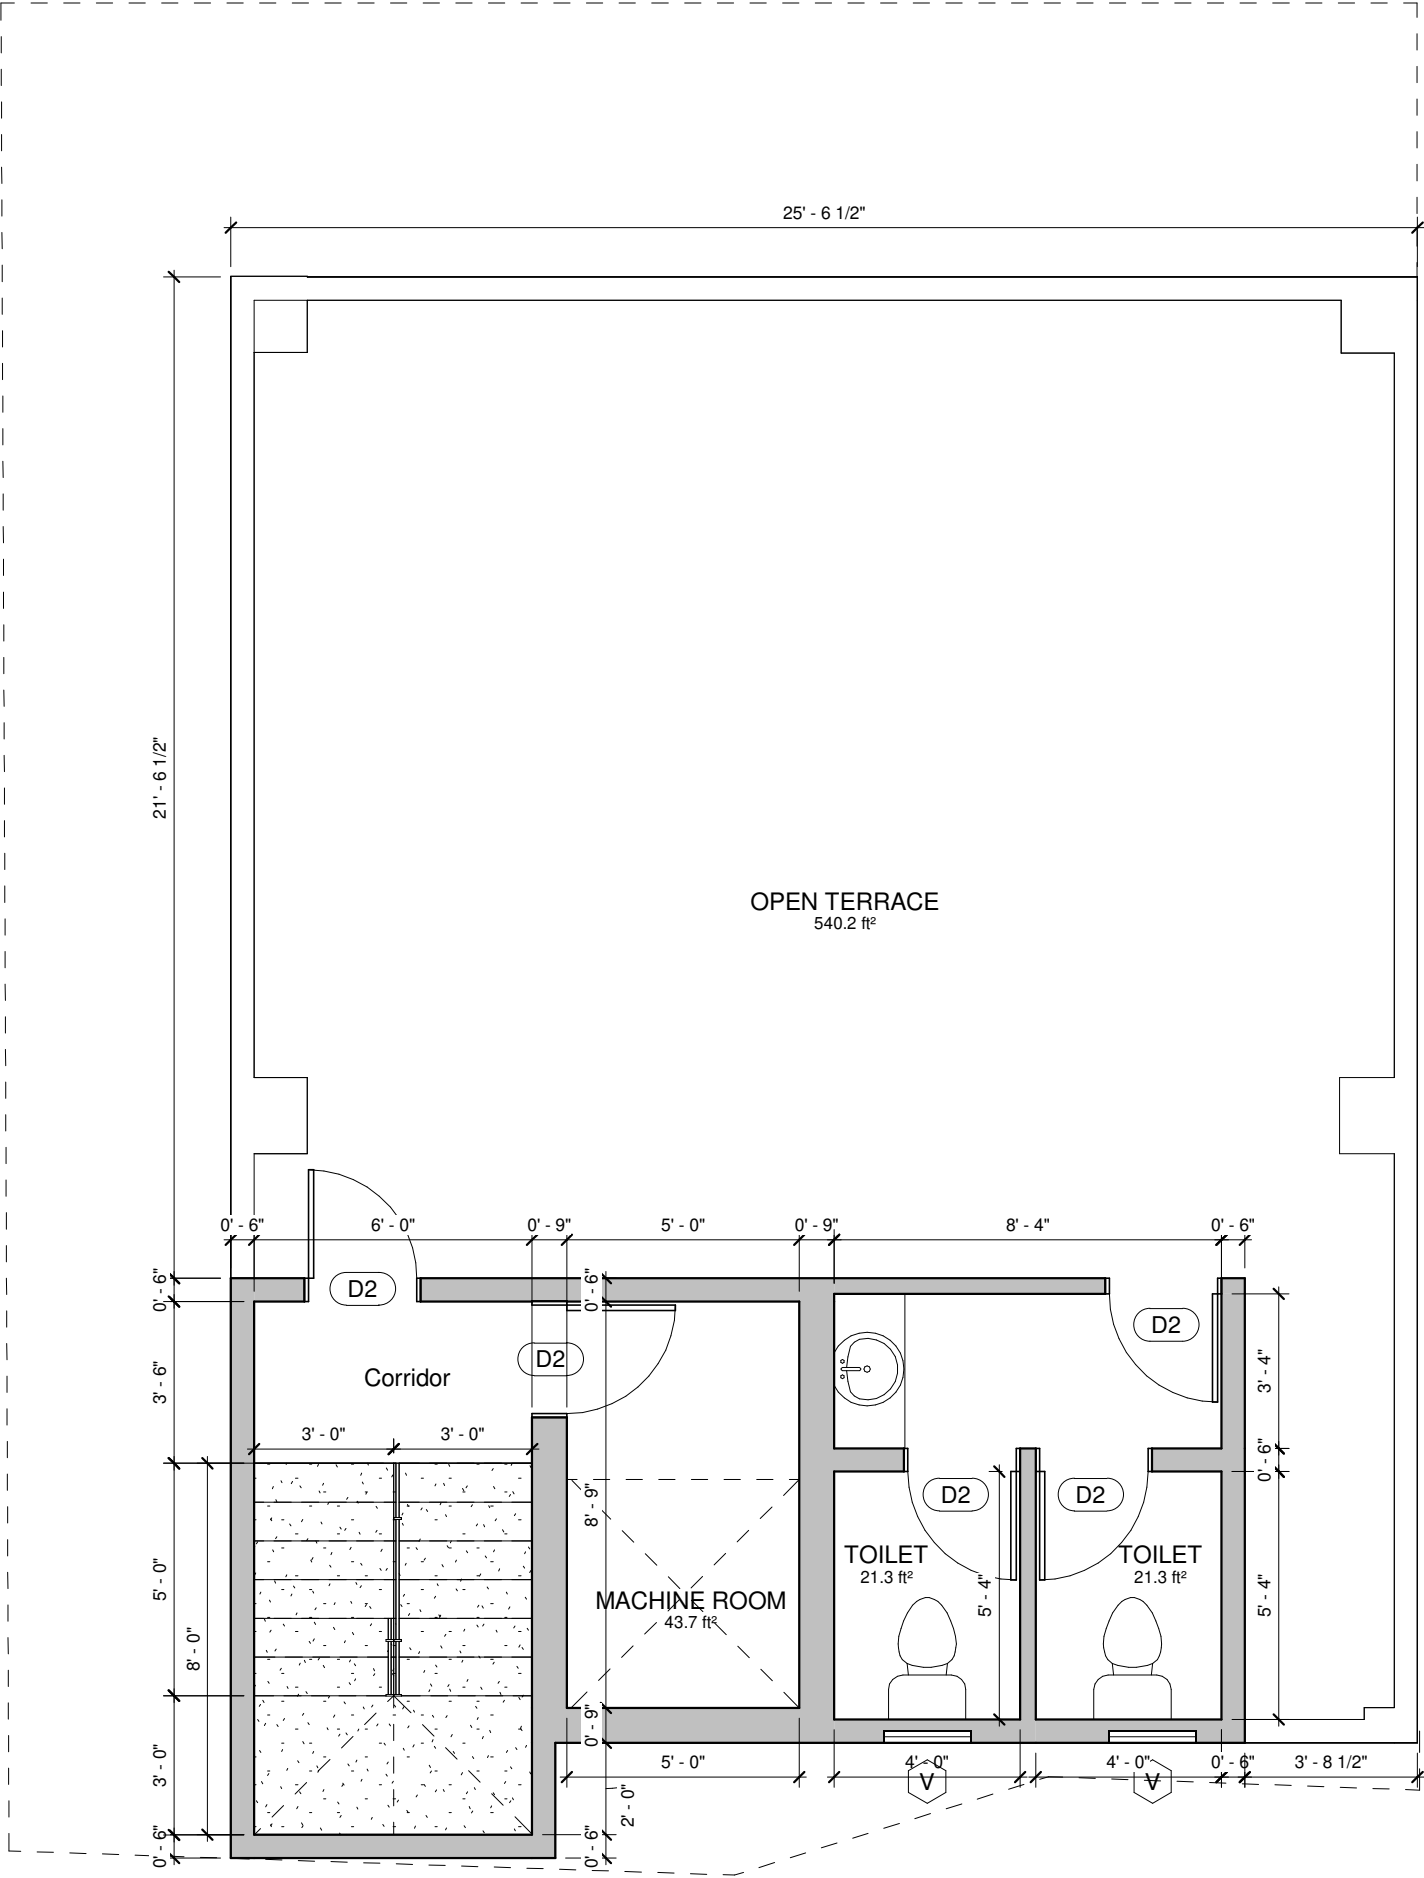 25' - 6 1/2"
21' - 6 1/2"
OPEN TERRACE
540.2 ft²
0' - 6"
6' - 0"
0' - 9"
5' - 0"
0' - 9"
8' - 4"
0' - 6"
0' - 6"
D2
0' - 6"
D2
D2
Corridor
3' - 6"
3' - 4"
3' - 0"
3' - 0"
0' - 6"
8' - 9"
D2
D2
TOILET
21.3 ft²
TOILET
21.3 ft²
5' - 0"
5' - 4"
5' - 4"
MACHINE ROOM
43.7 ft²
8' - 0"
0' - 9"
3' - 0"
5' - 0"
4' - 0"
4' - 0"
0' - 6"
3' - 8 1/2"
V
V
2' - 0"
0' - 6"
0' - 6"